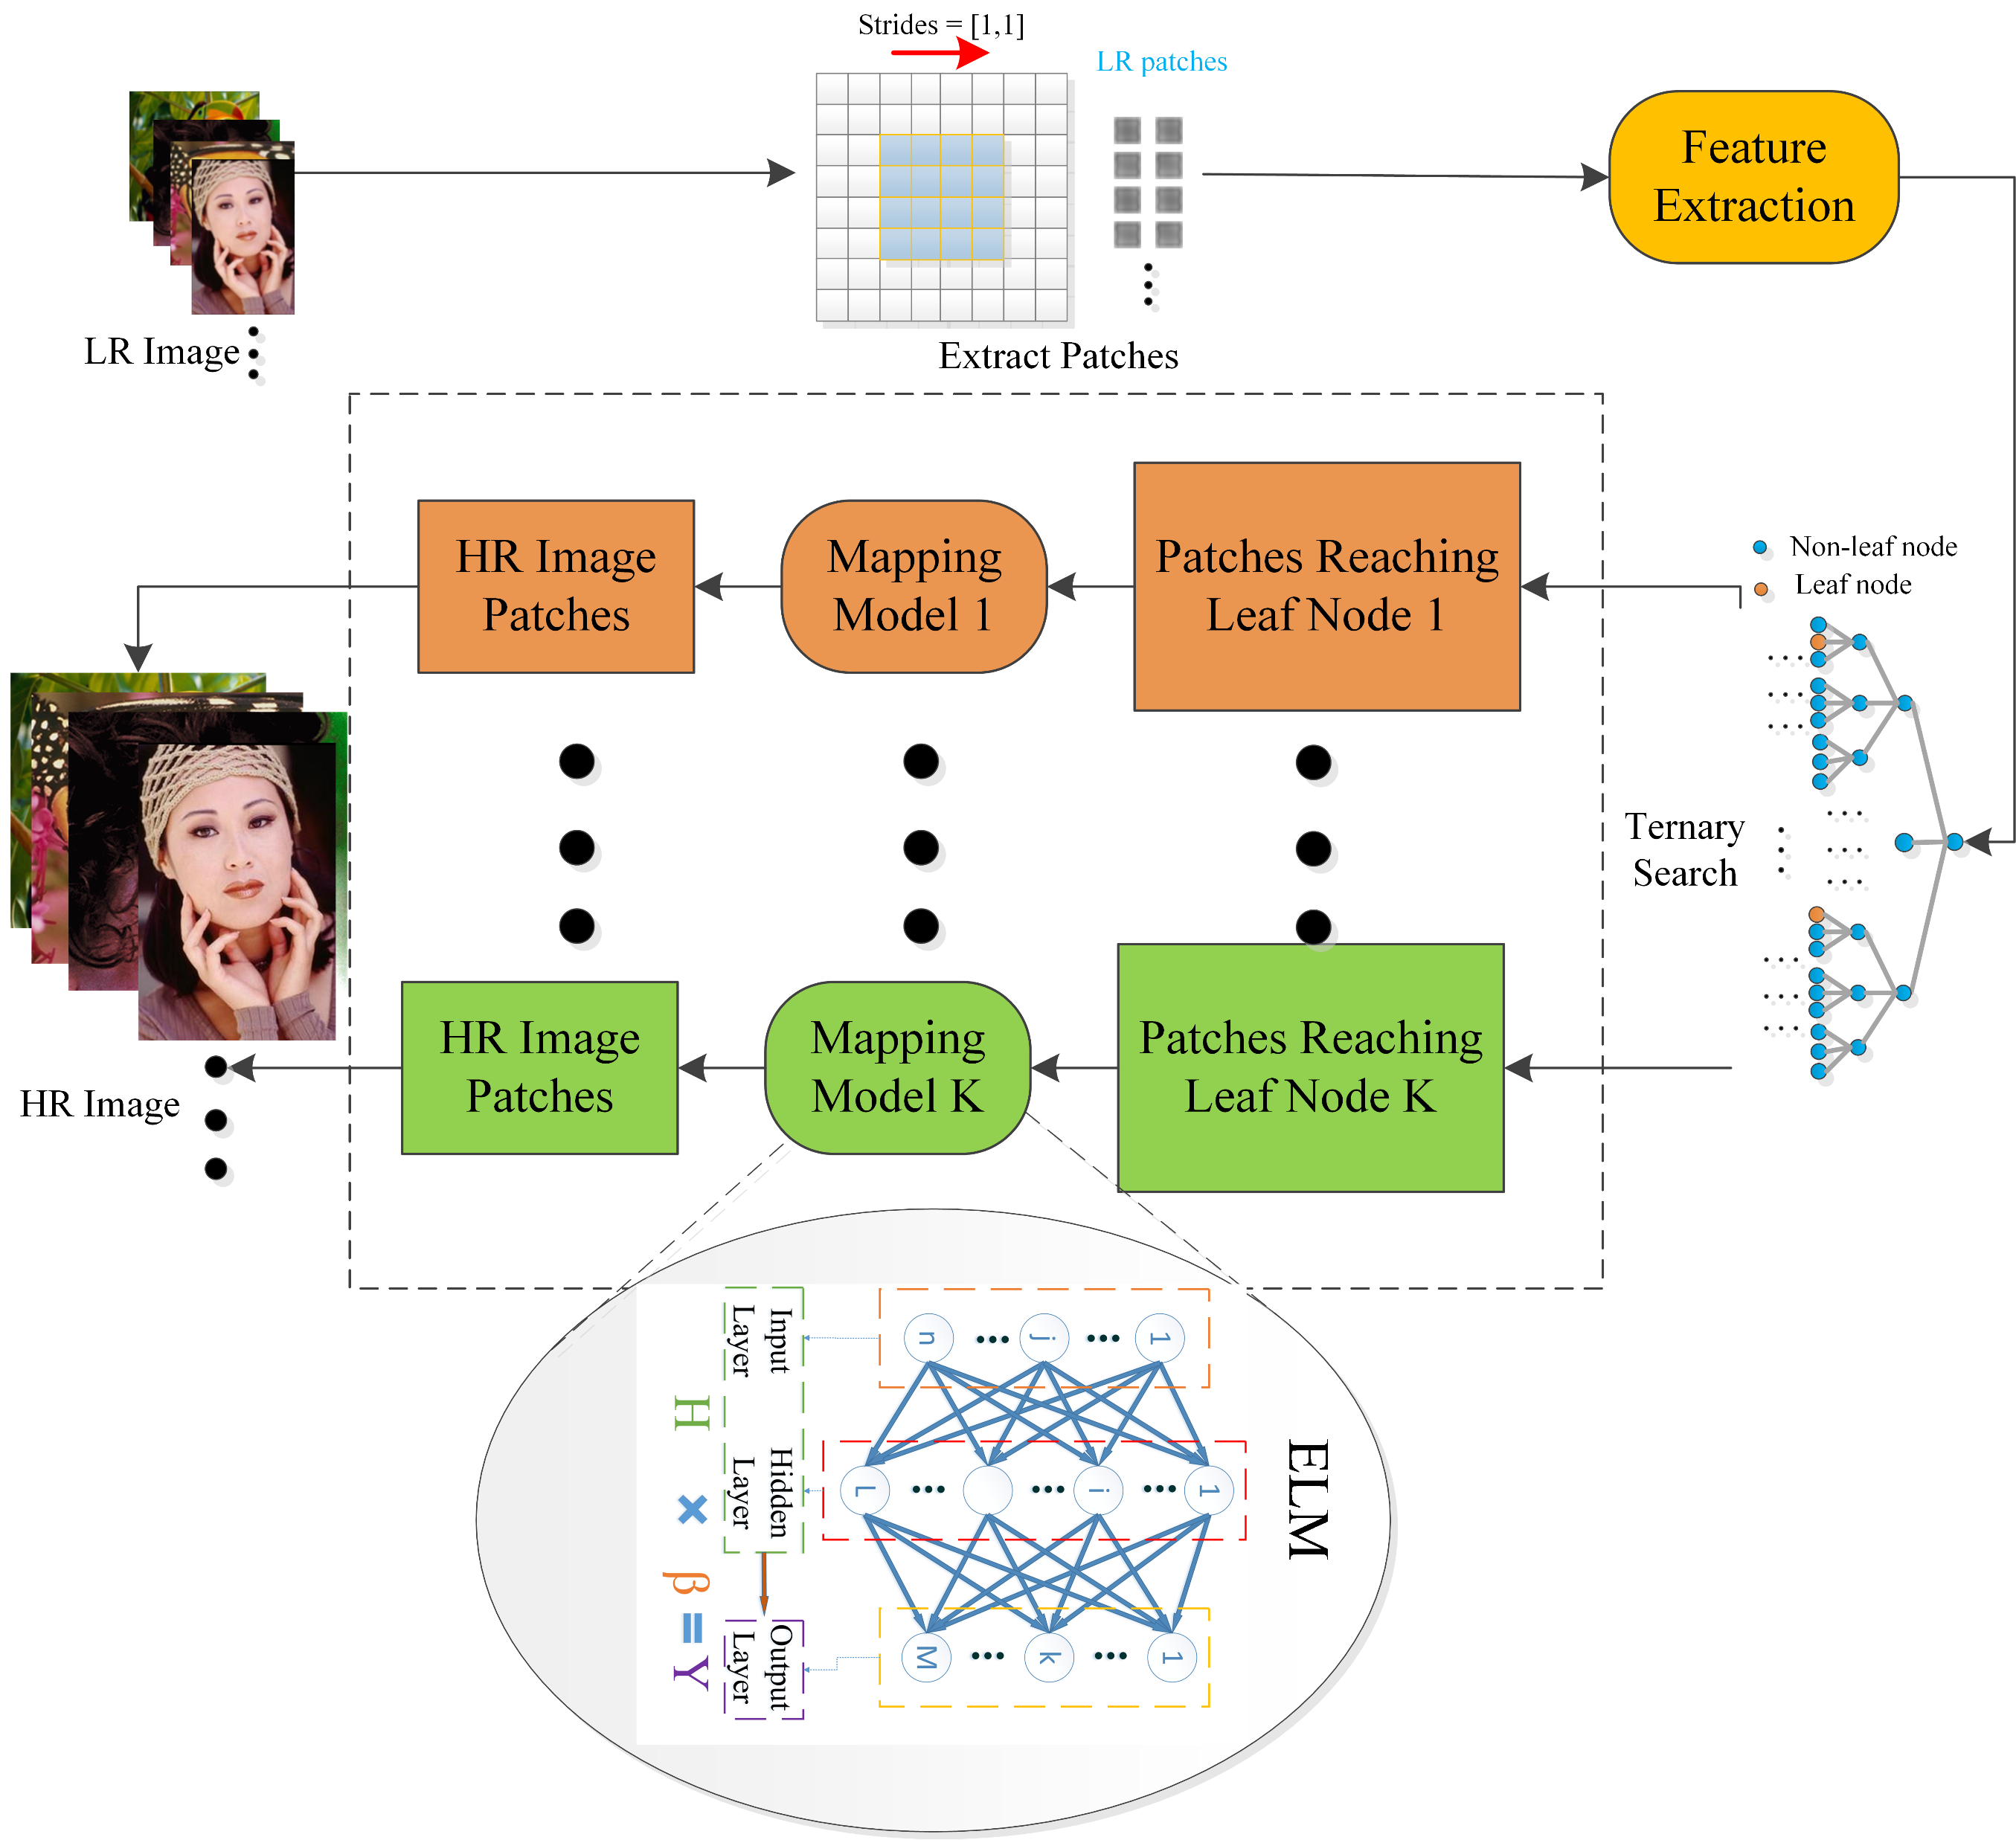 Strides = [1,1]
LR patches
Feature
Extraction
LR Image
Extract Patches
HR Image
Patches
Mapping
Model 1
Patches Reaching
Leaf Node 1
Non-leaf node
Leaf node
Ternary
Search
HR Image
Patches
Mapping
Model K
Patches Reaching
Leaf Node K
HR Image
ELM
1
j
n
Input
Layer
1
i
L
Hidden
Layer
1
k
M
Output
Layer
H × β = Y